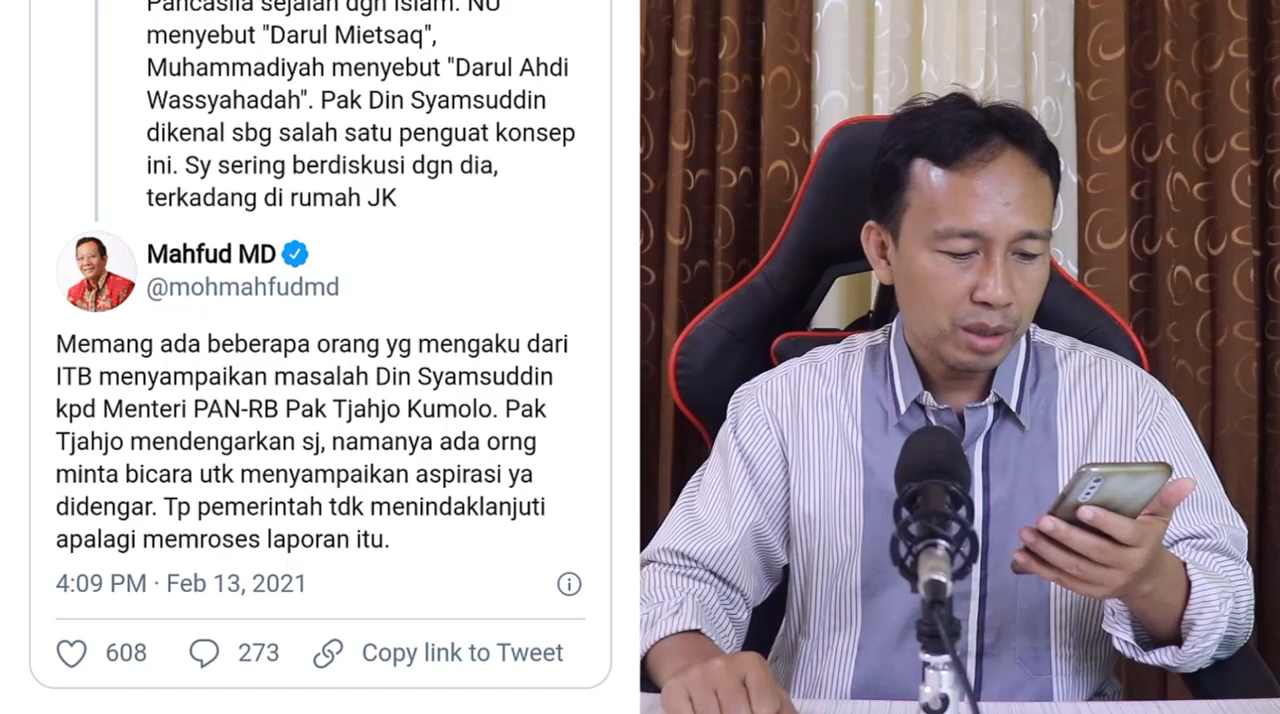 Pancasila sejalan dgn Islam. NU
menyebut "Darul Mietsaq",
Muhammadiyah menyebut "Darul Ahdi
Wassyahadah". Pak Din Syamsuddin
dikenal sbg salah satu penguat konsep
ini. Sy sering berdiskusi dgn dia,
terkadang di rumah JK
Mahfud MD
@mohmahfudmd
Memang ada beberapa orang yg mengaku dari
ITB menyampaikan masalah Din Syamsuddin
kpd Menteri PAN-RB Pak Tjahjo Kumolo. Pak
Tjahjo mendengarkan sj, namanya ada orng
minta bicara utk menyampaikan aspirasi ya
didengar. Tp pemerintah tdk menindaklanjuti
apalagi memroses laporan itu.
4:09 PM · Feb 13, 2021
608 273 Copy link to Tweet